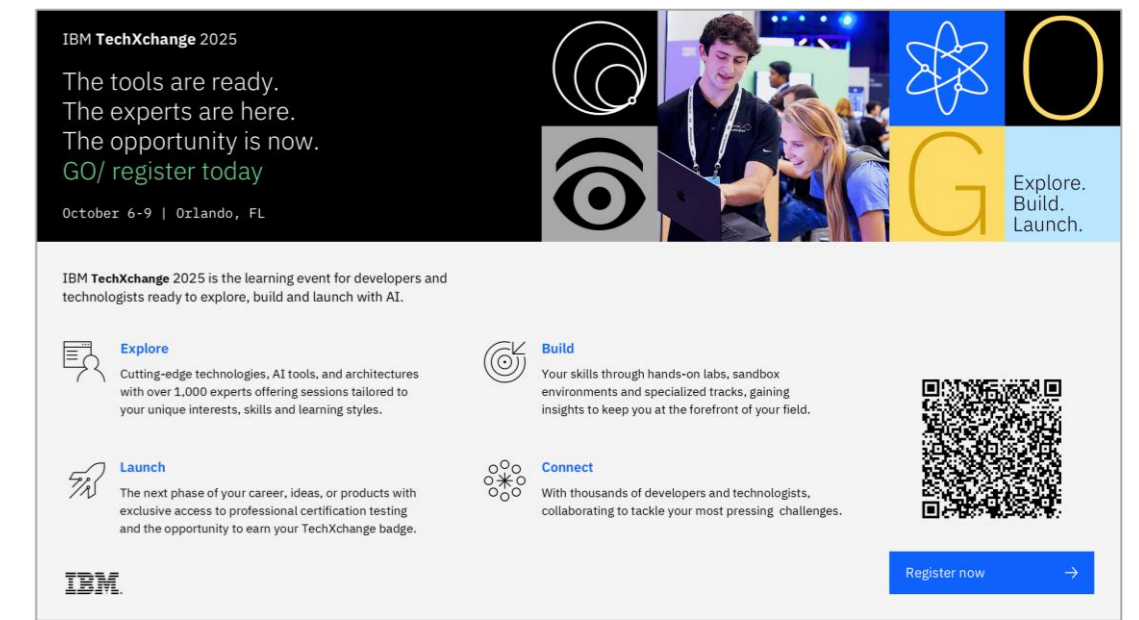 IBM TechXchange 2025
The tools are ready.
The experts are here.
The opportunity is now.
GO/ register today
October 6-9 | Orlando, FL
O
G
Explore.
Build.
Launch.
IBM TechXchange 2025 is the learning event for developers and
technologists ready to explore, build and launch with AI.
Explore
Cutting-edge technologies, AI tools, and architectures
with over 1,000 experts offering sessions tailored to
your unique interests, skills and learning styles.
Build
Your skills through hands-on labs, sandbox
environments and specialized tracks, gaining
insights to keep you at the forefront of your field.
Launch
The next phase of your career, ideas, or products with
exclusive access to professional certification testing
and the opportunity to earn your TechXchange badge.
Connect
With thousands of developers and technologists,
collaborating to tackle your most pressing challenges.
IBM.
Register now →